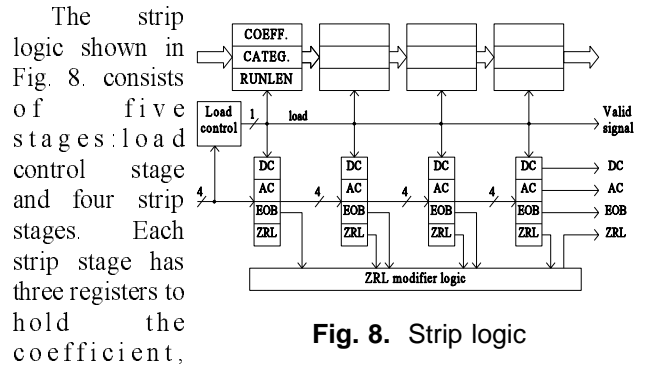 The strip
logic shown in
Fig. 8. consists
of five
stages:load
control stage
and four strip
stages. Each
strip stage has
three registers to
hold the
coefficient,
COEFF.
CATEG.
RUNLEN
Load
control
1
load
Valid
signal
4
DC
AC
EOB
ZRL
4
DC
AC
EOB
ZRL
4
DC
AC
EOB
ZRL
4
DC
AC
EOB
ZRL
DC
AC
EOB
ZRL
ZRL modifier logic
Fig. 8. Strip logic